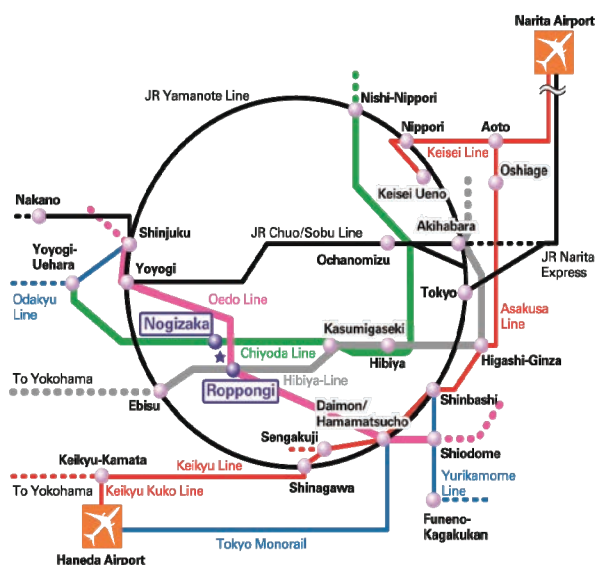 Narita Airport
JR Yamanote Line
Nishi-Nippori
Nippori
Aoto
Keisei Line
Oshiage
Keisei Ueno
Nakano
Akihabara
Shinjuku
JR Chuo/Sobu Line
Yoyogi-
Uehara
Ochanomizu
JR Narita
Express
Yoyogi
Tokyo
Odakyu
Line
Oedo Line
Asakusa
Line
Nogizaka
Kasumigaseki
Chiyoda Line
Hibiya
Higashi-Ginza
To Yokohama
Roppongi
Hibiya-Line
Ebisu
Shinbashi
Daimon/
Hamamatsucho
Sengakuji
Shiodome
Keikyu-Kamata
Keikyu Line
Shinagawa
Yurikamome
Line
To Yokohama
Keikyu Kuko Line
Funeno-
Kagakukan
Haneda Airport
Tokyo Monorail